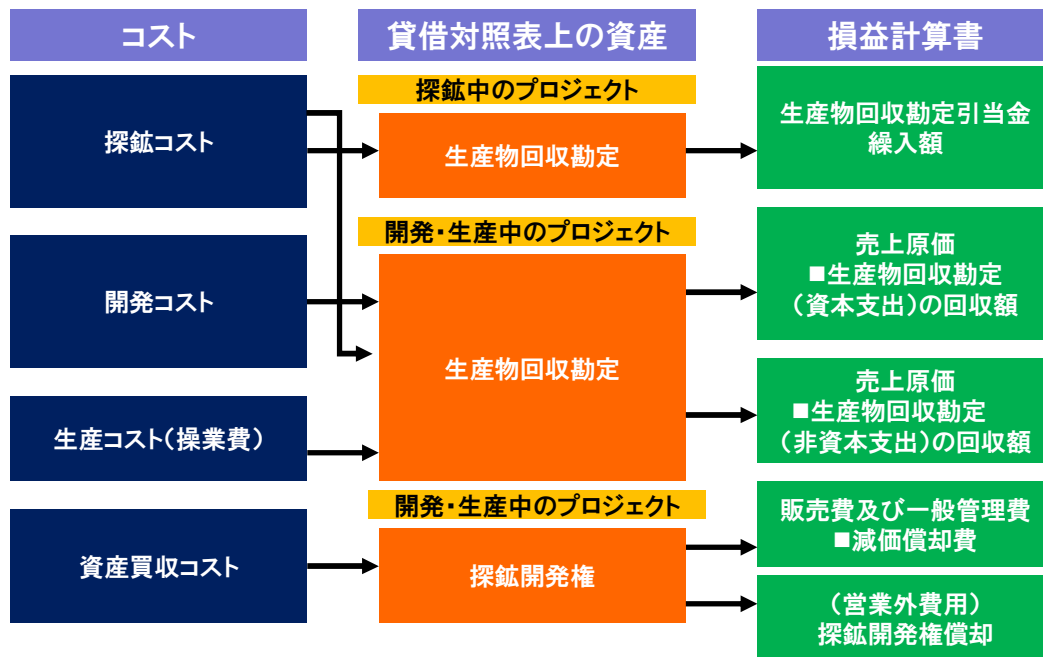 コスト
貸借対照表上の資産
損益計算書
探鉱コスト
開発コスト
生産コスト(操業費)
資産買収コスト
探鉱中のプロジェクト
生産物回収勘定
開発・生産中のプロジェクト
生産物回収勘定
開発・生産中のプロジェクト
探鉱開発権
生産物回収勘定引当金
繰入額
売上原価
■生産物回収勘定
(資本支出)の回収額
売上原価
■生産物回収勘定
(非資本支出)の回収額
販売費及び一般管理費
■減価償却費
(営業外費用)
探鉱開発権償却